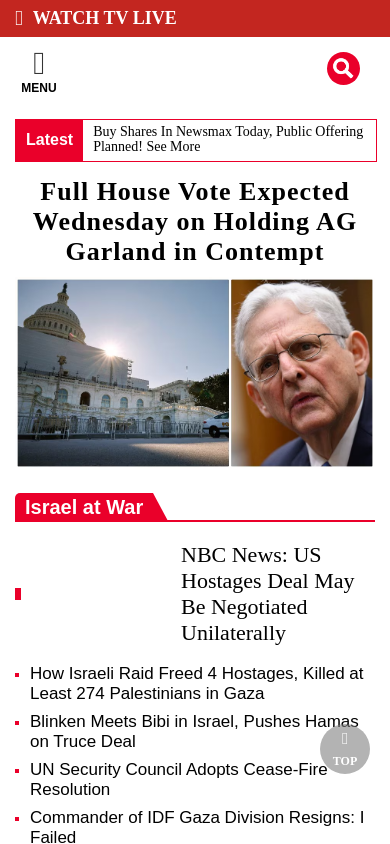 WATCH TV LIVE
MENU
Latest
Buy Shares In Newsmax Today, Public Offering
Planned! See More
Full House Vote Expected
Wednesday on Holding AG
Garland in Contempt
Israel at War
NBC News: US
Hostages Deal May
Be Negotiated
Unilaterally
How Israeli Raid Freed 4 Hostages, Killed at
Least 274 Palestinians in Gaza
Blinken Meets Bibi in Israel, Pushes Hamas
on Truce Deal
UN Security Council Adopts Cease-Fire
Resolution
TOP
Commander of IDF Gaza Division Resigns: I
Failed